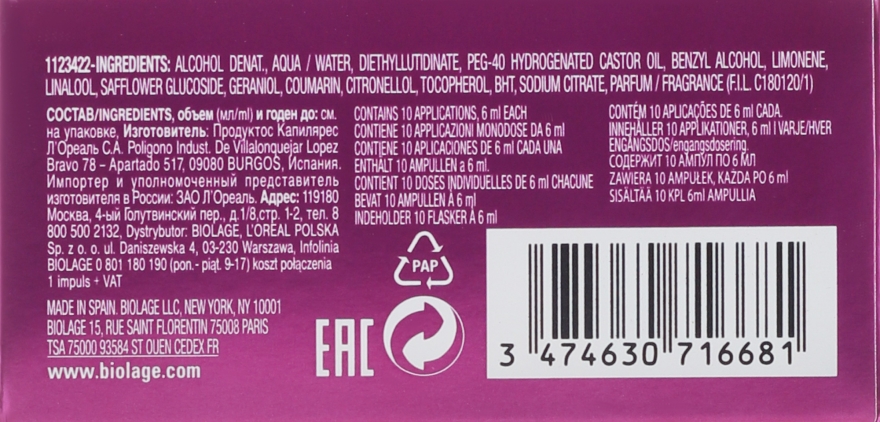 1123422-INGREDIENTS: ALCOHOL DENAT., AQUA / WATER, DIETHYLLUTIDINATE, PEG-40 HYDROGENATED CASTOR OIL, BENZYL ALCOHOL, LIMONENE,
LINALOOL, SAFFLOWER GLUCOSIDE, GERANIOL, COUMARIN, CITRONELLOL, TOCOPHEROL, BHT, SODIUM CITRATE, PARFUM / FRAGRANCE (F.I.L. C180120/1)
СОСТАВ/INGREDIENTS, объем (мл/ml) и годен до: см.
на упаковке, Изготовитель: Продуктос Капилярес
Л'Ореаль С.А. Poligono Indust. De Villalonquejar Lopez
Bravo 78 – Apartado 517, 09080 BURGOS, Испания.
Импортер и уполномоченный представитель
изготовителя в России: ЗАО Л'Ореаль. Адрес: 119180
Москва, 4-ый Голутвинский пер., д.1/8,стр. 1-2, тел. 8
800 500 2132, Dystrybutor: BIOLAGE, L'ORÉAL POLSKA
Sp. z o. o. ul. Daniszewska 4, 03-230 Warszawa, Infolinia
BIOLAGE 0 801 180 190 (pon.- piąt. 9-17) koszt połączenia
1 impuls + VAT
MADE IN SPAIN. BIOLAGE LLC, NEW YORK, NY 10001
BIOLAGE 15, RUE SAINT FLORENTIN 75008 PARIS
TSA 75000 93584 ST OUEN CEDEX FR
www.biolage.com
CONTAINS 10 APPLICATIONS, 6 ml EACH
CONTIENE 10 APPLICAZIONI MONODOSE DA 6 ml
CONTIENE 10 APLICACIONES DE 6 ml CADA UNA
ENTHÄLT 10 AMPULLEN a 6 ml.
CONTIENT 10 DOSES INDIVIDUELLES DE 6 ml CHACUNE
BEVAT 10 AMPULLEN À 6 ml
INDEHOLDER 10 FLASKER À 6 ml
CONTÉM 10 APLICAÇÕES DE 6 ml CADA.
INNEHÅLLER 10 APPLIKATIONER, 6 ml I VARJE/HVER
ENGÅNGSDOS/engangsdosering.
СОДЕРЖИТ 10 АМПУЛ ПО 6 МЛ
ZAWIERA 10 AMPUŁEK, KAŻDA PO 6 ml
SISÄLTÄÄ 10 KPL 6ml AMPULLIA
PAP
EAC
3 474630 716681